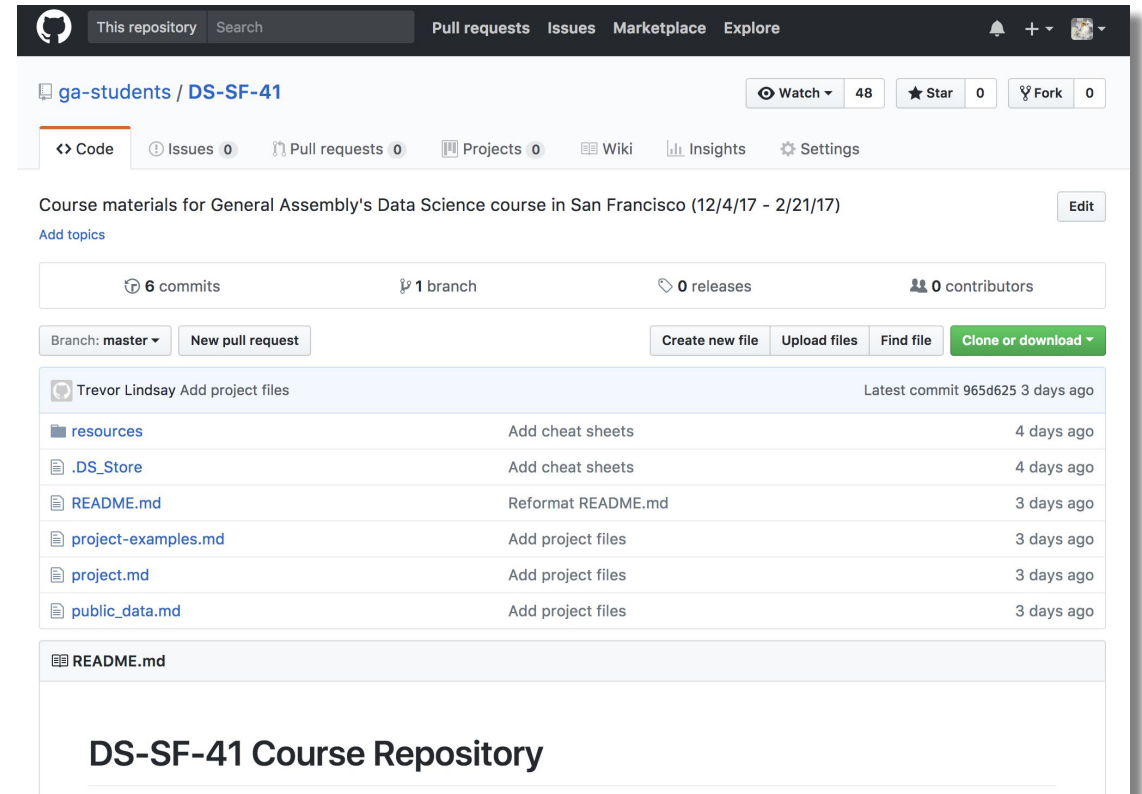 This repository Search Pull requests Issues Marketplace Explore
ga-students / DS-SF-41 Watch 48 Star 0 Fork 0
Code Issues 0 Pull requests 0 Projects 0 Wiki Insights Settings
Course materials for General Assembly's Data Science course in San Francisco (12/4/17 - 2/21/17) Edit
Add topics
6 commits 1 branch 0 releases 0 contributors
Branch: master New pull request Create new file Upload files Find file Clone or download
Trevor Lindsay Add project files Latest commit 965d625 3 days ago
resources Add cheat sheets 4 days ago
.DS_Store Add cheat sheets 4 days ago
README.md Reformat README.md 3 days ago
project-examples.md Add project files 3 days ago
project.md Add project files 3 days ago
public_data.md Add project files 3 days ago
README.md
DS-SF-41 Course Repository